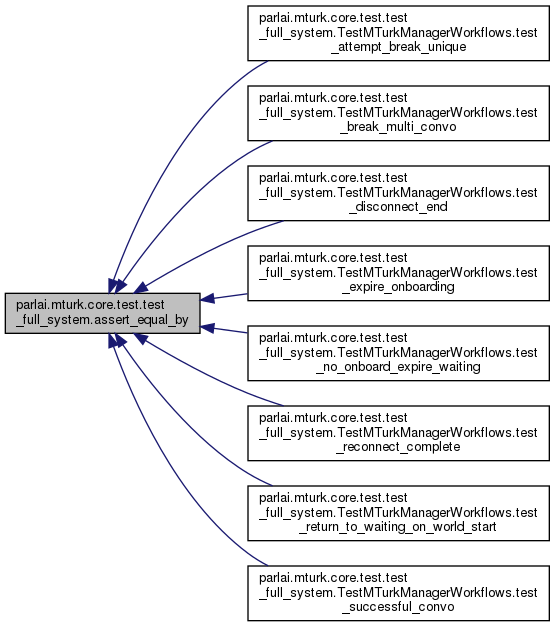 parlai.mturk.core.test.test
_full_system.TestMTurkManagerWorkflows.test
_attempt_break_unique
parlai.mturk.core.test.test
_full_system.TestMTurkManagerWorkflows.test
_break_multi_convo
parlai.mturk.core.test.test
_full_system.TestMTurkManagerWorkflows.test
_disconnect_end
parlai.mturk.core.test.test
_full_system.TestMTurkManagerWorkflows.test
_expire_onboarding
parlai.mturk.core.test.test
_full_system.assert_equal_by
parlai.mturk.core.test.test
_full_system.TestMTurkManagerWorkflows.test
_no_onboard_expire_waiting
parlai.mturk.core.test.test
_full_system.TestMTurkManagerWorkflows.test
_reconnect_complete
parlai.mturk.core.test.test
_full_system.TestMTurkManagerWorkflows.test
_return_to_waiting_on_world_start
parlai.mturk.core.test.test
_full_system.TestMTurkManagerWorkflows.test
_successful_convo